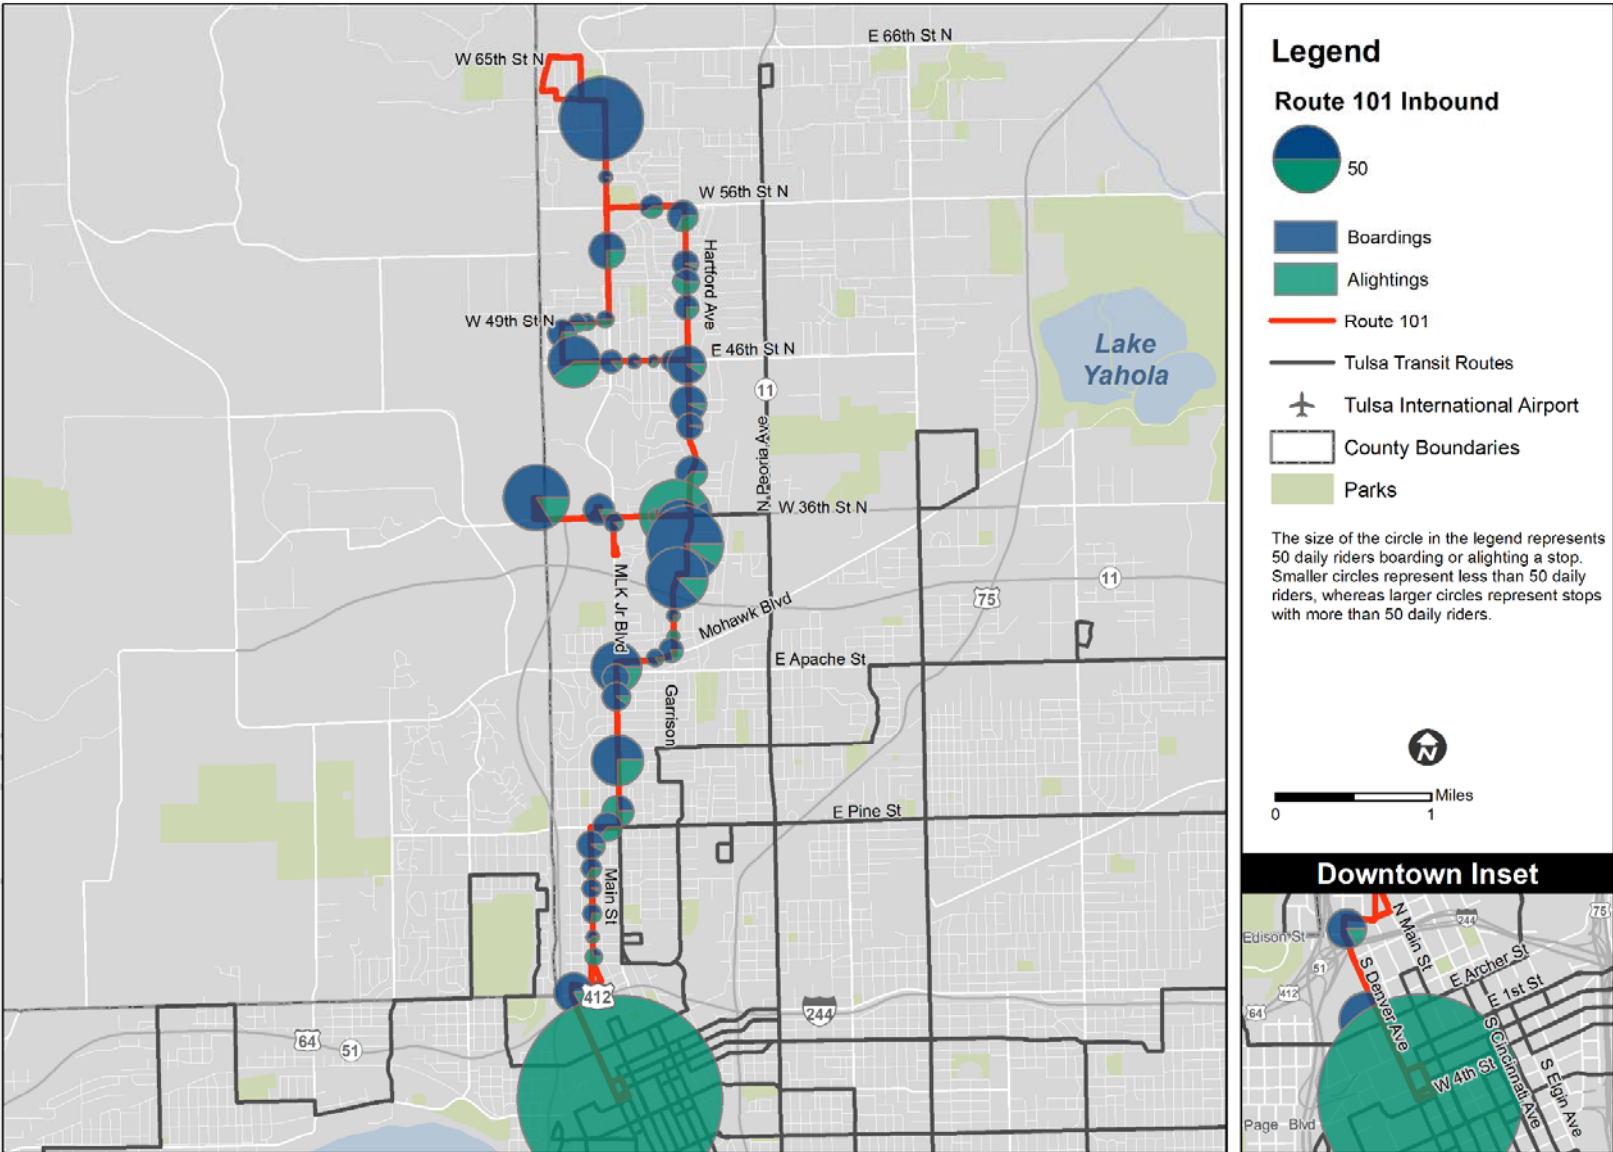 E 66th St N
W 65th St N
W 56th St N
Hartford Ave
W 49th St N
E 46th St N
11
Lake
Yahola
N Peoria Ave
W 36th St N
MLK Jr Blvd
11
75
Mohawk Blvd
E Apache St
Garrison
E Pine St
Main St
412
244
64
51
Legend
Route 101 Inbound
50
Boardings
Alightings
Route 101
Tulsa Transit Routes
Tulsa International Airport
County Boundaries
Parks
The size of the circle in the legend represents
50 daily riders boarding or alighting a stop.
Smaller circles represent less than 50 daily
riders, whereas larger circles represent stops
with more than 50 daily riders.
N
Miles
0 1
Downtown Inset
75
244
N Main St
Edison St
E Archer St
51
S Denver Ave
412
E 1st St
64
S Cincinnati Ave
W 4th St
S Elgin Ave
Page Blvd